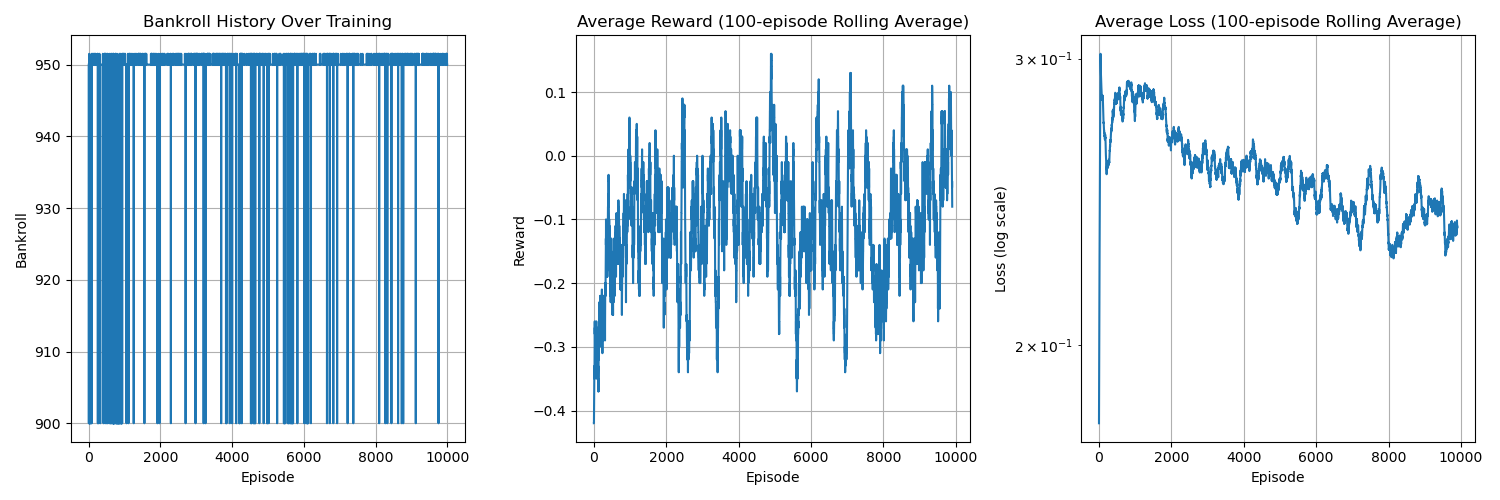 Bankroll History Over Training
950
940
930
920
910
900
Bankroll
0
2000
4000
6000
8000
10000
Episode
Average Reward (100-episode Rolling Average)
0.1
0.0
−0.1
−0.2
−0.3
−0.4
Reward
0
2000
4000
6000
8000
10000
Episode
Average Loss (100-episode Rolling Average)
3 × 10⁻¹
2 × 10⁻¹
Loss (log scale)
0
2000
4000
6000
8000
10000
Episode